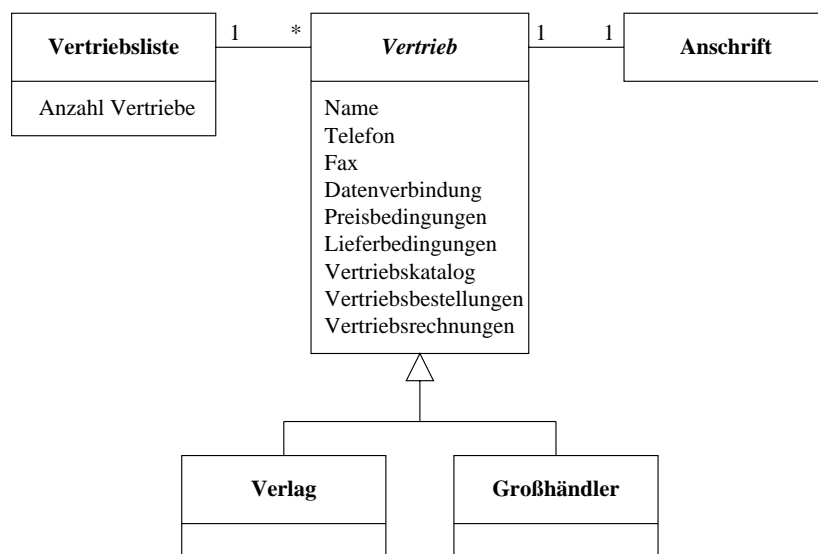 Vertriebsliste
1
*
Vertrieb
1
1
Anschrift
Anzahl Vertriebe
Name
Telefon
Fax
Datenverbindung
Preisbedingungen
Lieferbedingungen
Vertriebskatalog
Vertriebsbestellungen
Vertriebsrechnungen
Verlag
Großhändler